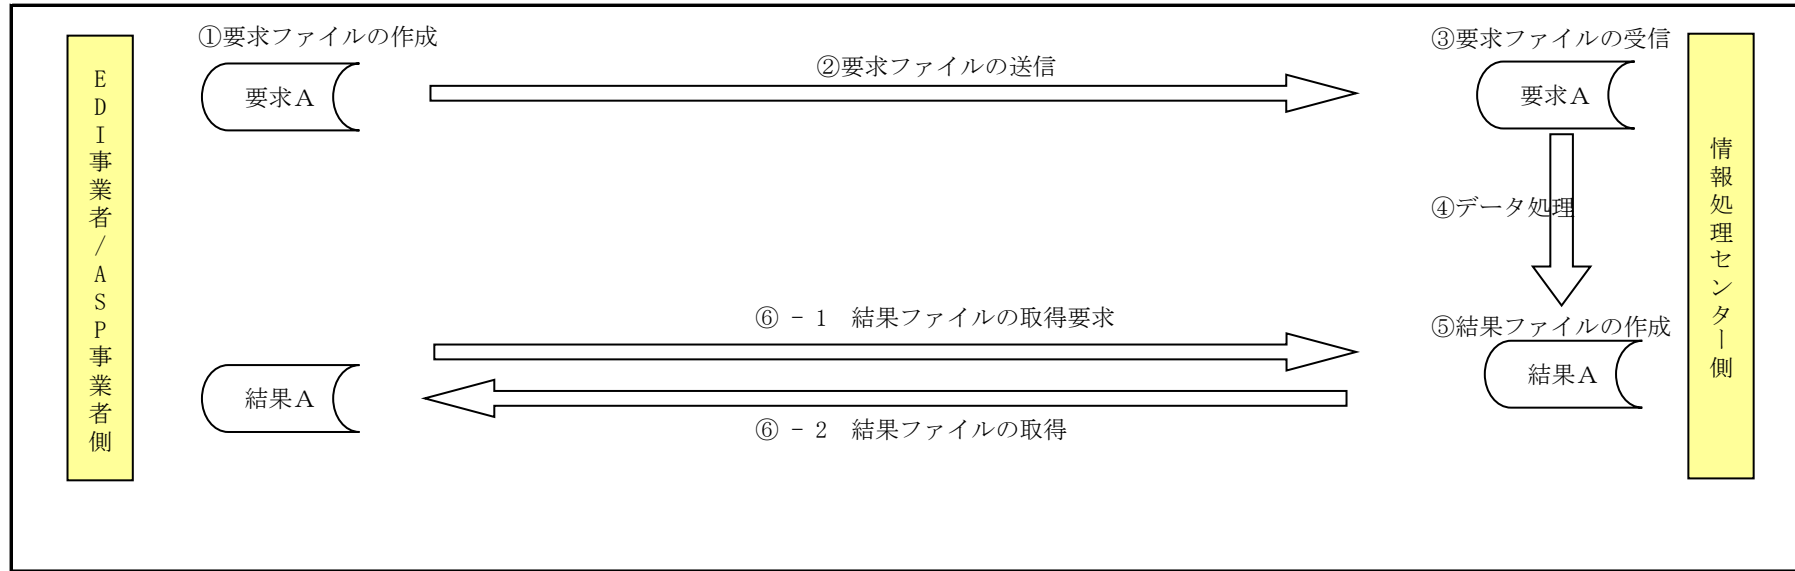 EDI事業者/ASP事業者側
①要求ファイルの作成
要求A
②要求ファイルの送信
③要求ファイルの受信
要求A
④データ処理
⑤結果ファイルの作成
結果A
⑥-1 結果ファイルの取得要求
⑥-2 結果ファイルの取得
結果A
情報処理センター側